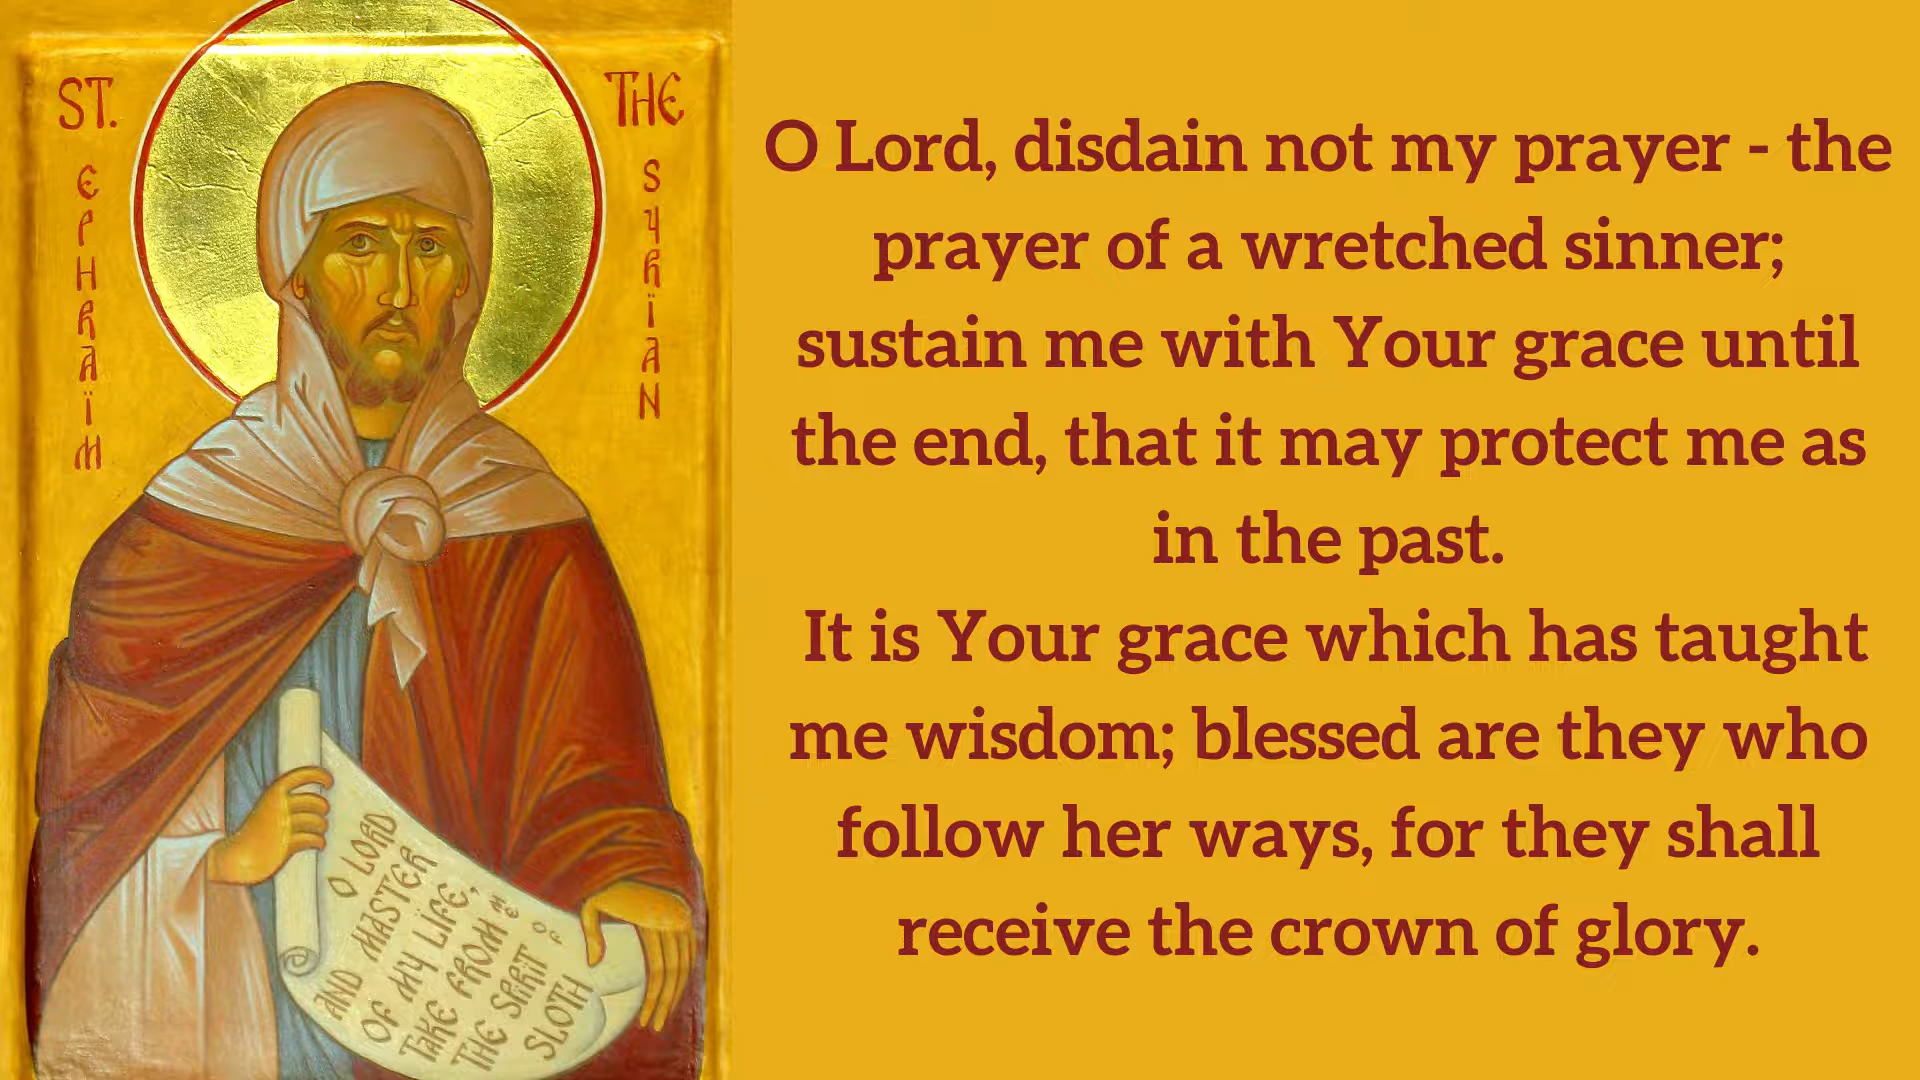 ST.
EPHRAÏM
THE
SYRÏAN
O LORD
AND MASTER
OF MY LIFE,
TAKE FROM ME
THE SPIRIT OF
SLOTH
O Lord, disdain not my prayer - the
prayer of a wretched sinner;
sustain me with Your grace until
the end, that it may protect me as
in the past.
It is Your grace which has taught
me wisdom; blessed are they who
follow her ways, for they shall
receive the crown of glory.